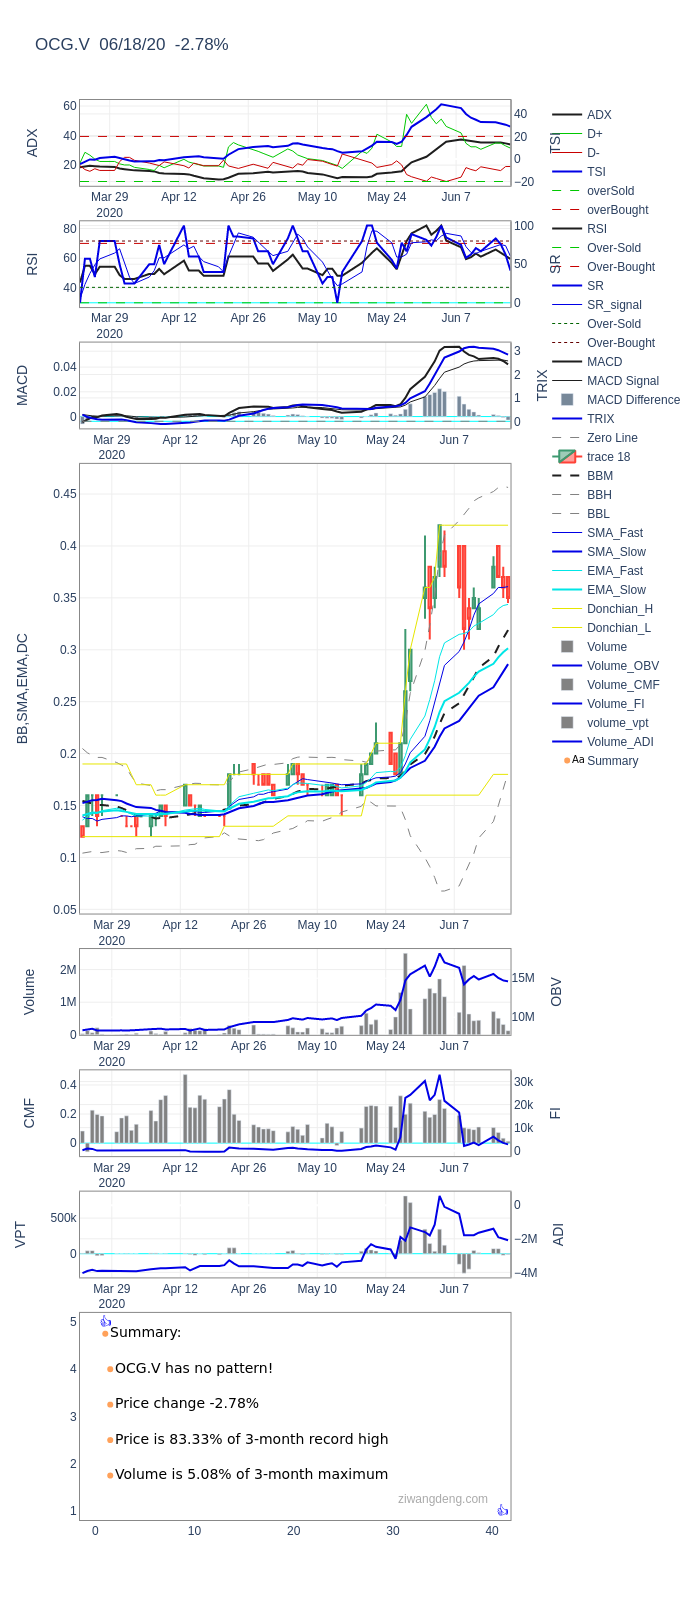 OCG.V 06/18/20 -2.78%
ADX
60
40
20
40
20
0
−20
TSI
Mar 29 Apr 12 Apr 26 May 10 May 24 Jun 7
2020
RSI
80
60
40
100
50
0
SR
Mar 29 Apr 12 Apr 26 May 10 May 24 Jun 7
2020
MACD
0.04
0.02
0
3
2
1
0
TRIX
Mar 29 Apr 12 Apr 26 May 10 May 24 Jun 7
2020
BB,SMA,EMA,DC
0.45
0.4
0.35
0.3
0.25
0.2
0.15
0.1
0.05
Mar 29 Apr 12 Apr 26 May 10 May 24 Jun 7
2020
Volume
2M
1M
0
15M
10M
OBV
Mar 29 Apr 12 Apr 26 May 10 May 24 Jun 7
2020
CMF
0.4
0.2
0
30k
20k
10k
0
FI
Mar 29 Apr 12 Apr 26 May 10 May 24 Jun 7
2020
VPT
500k
0
0
−2M
−4M
ADI
Mar 29 Apr 12 Apr 26 May 10 May 24 Jun 7
2020
5
4
3
2
1
👍
Summary:
OCG.V has no pattern!
Price change -2.78%
Price is 83.33% of 3-month record high
Volume is 5.08% of 3-month maximum
ziwangdeng.com
👍
0 10 20 30 40
ADX
D+
D-
TSI
overSold
overBought
RSI
Over-Sold
Over-Bought
SR
SR_signal
Over-Sold
Over-Bought
MACD
MACD Signal
MACD Difference
TRIX
Zero Line
trace 18
BBM
BBH
BBL
SMA_Fast
SMA_Slow
EMA_Fast
EMA_Slow
Donchian_H
Donchian_L
Volume
Volume_OBV
Volume_CMF
Volume_FI
volume_vpt
Volume_ADI
Aa Summary